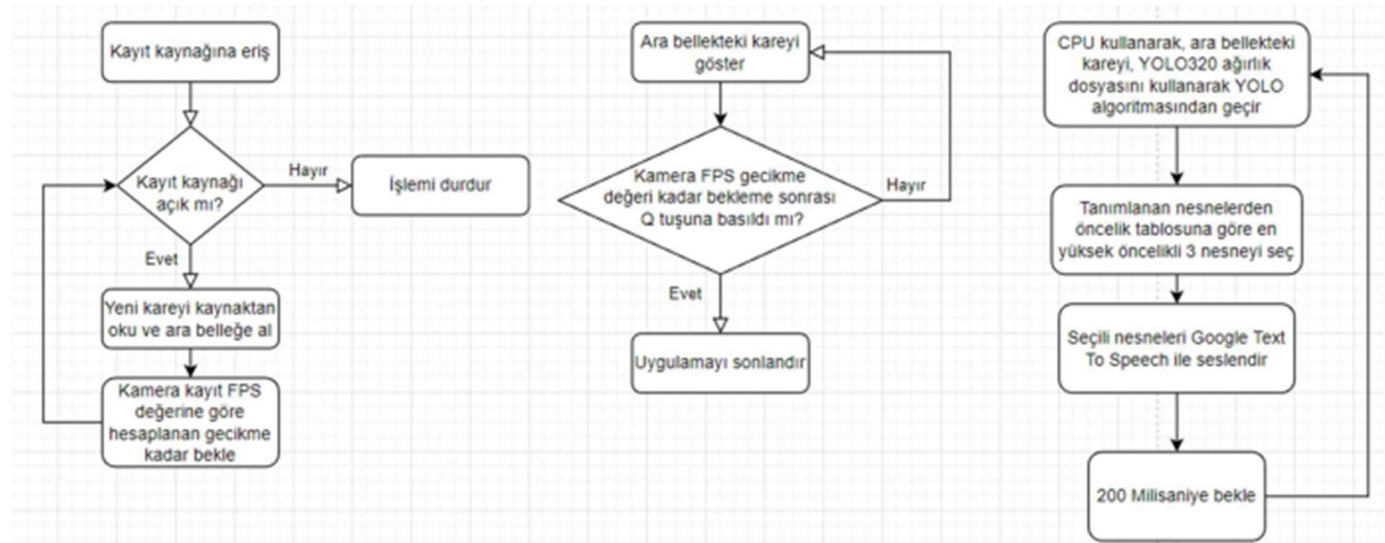 Kayıt kaynağına eriş
Kayıt kaynağı
açık mı?
Hayır
İşlemi durdur
Evet
Yeni kareyi kaynaktan
oku ve ara belleğe al
Kamera kayıt FPS
değerine göre
hesaplanan gecikme
kadar bekle
Ara bellekteki kareyi
göster
Kamera FPS gecikme
değeri kadar bekleme sonrası
Q tuşuna basıldı mı?
Hayır
Evet
Uygulamayı sonlandır
CPU kullanarak, ara bellekteki
kareyi, YOLO320 ağırlık
dosyasını kullanarak YOLO
algoritmasından geçir
Tanımlanan nesnelerden
öncelik tablosuna göre en
yüksek öncelikli 3 nesneyi seç
Seçili nesneleri Google Text
To Speech ile seslendir
200 Milisaniye bekle